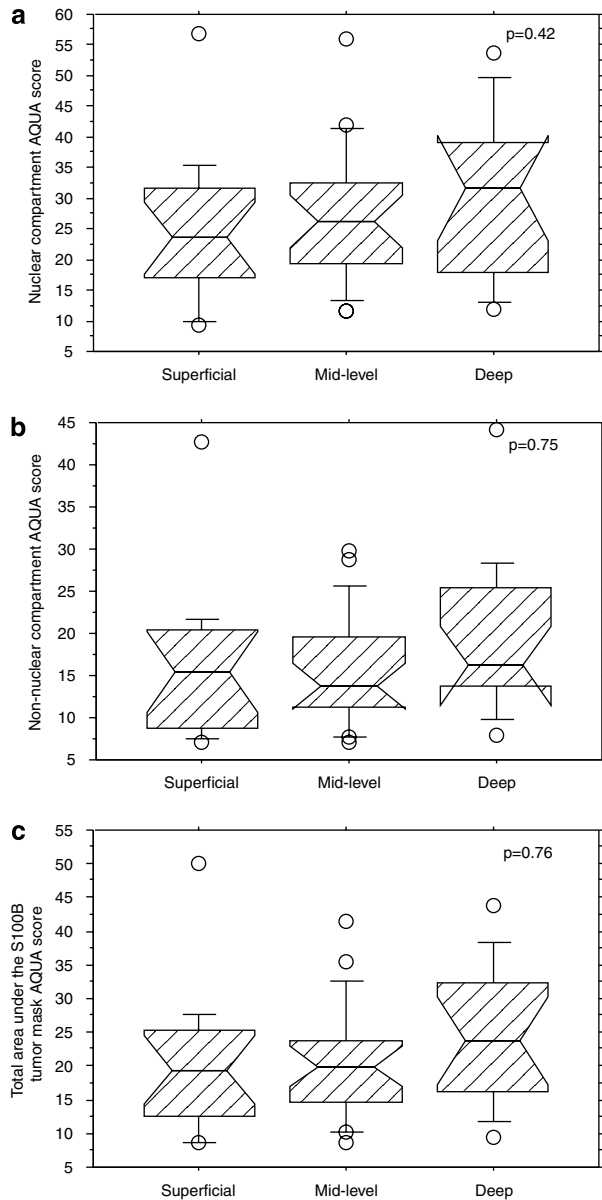 a
60
55
50
45
40
35
30
25
20
15
10
5
Nuclear compartment AQUA score
p=0.42
Superficial Mid-level Deep
b
45
40
35
30
25
20
15
10
5
Non-nuclear compartment AQUA score
p=0.75
Superficial Mid-level Deep
c
55
50
45
40
35
30
25
20
15
10
5
Total area under the S100B
tumor mask AQUA score
p=0.76
Superficial Mid-level Deep